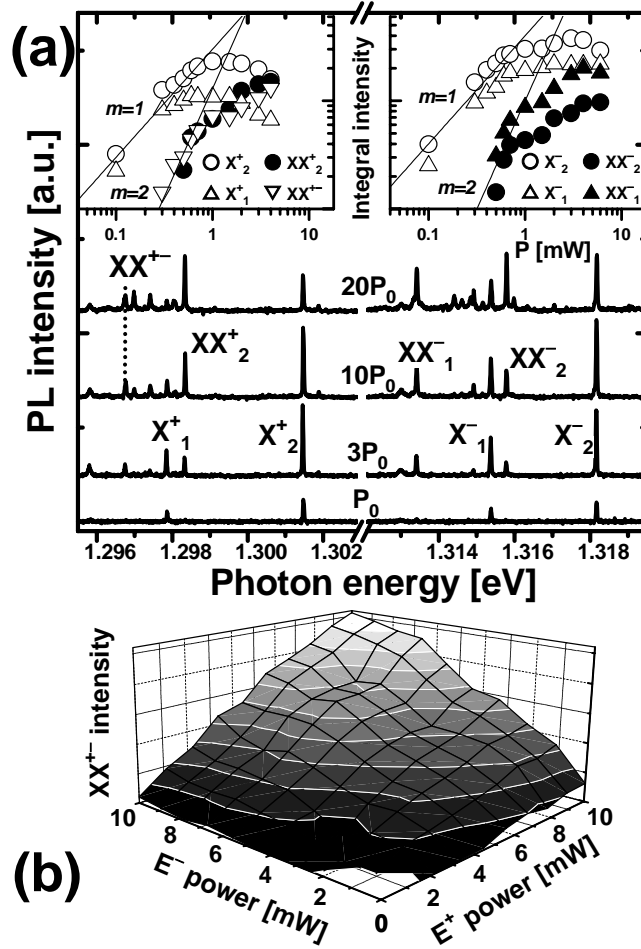 (a)
PL intensity [a.u.]
m=1
m=2
X⁺₂ XX⁺₂
X⁺₁ XX⁺⁻
0.1 1 10
Integral intensity
m=1
m=2
X⁻₂ XX⁻₂
X⁻₁ XX⁻₁
0.1 1 10
P [mW]
XX⁺⁻
20P₀
XX⁺₂ XX⁻₁ XX⁻₂
10P₀
X⁺₁ X⁺₂ X⁻₁ X⁻₂
3P₀
P₀
1.296 1.298 1.300 1.302 1.314 1.316 1.318
Photon energy [eV]
(b)
XX⁺⁻ intensity
10 8 6 4 2 0
E⁻ power [mW]
2 4 6 8 10
E⁺ power [mW]